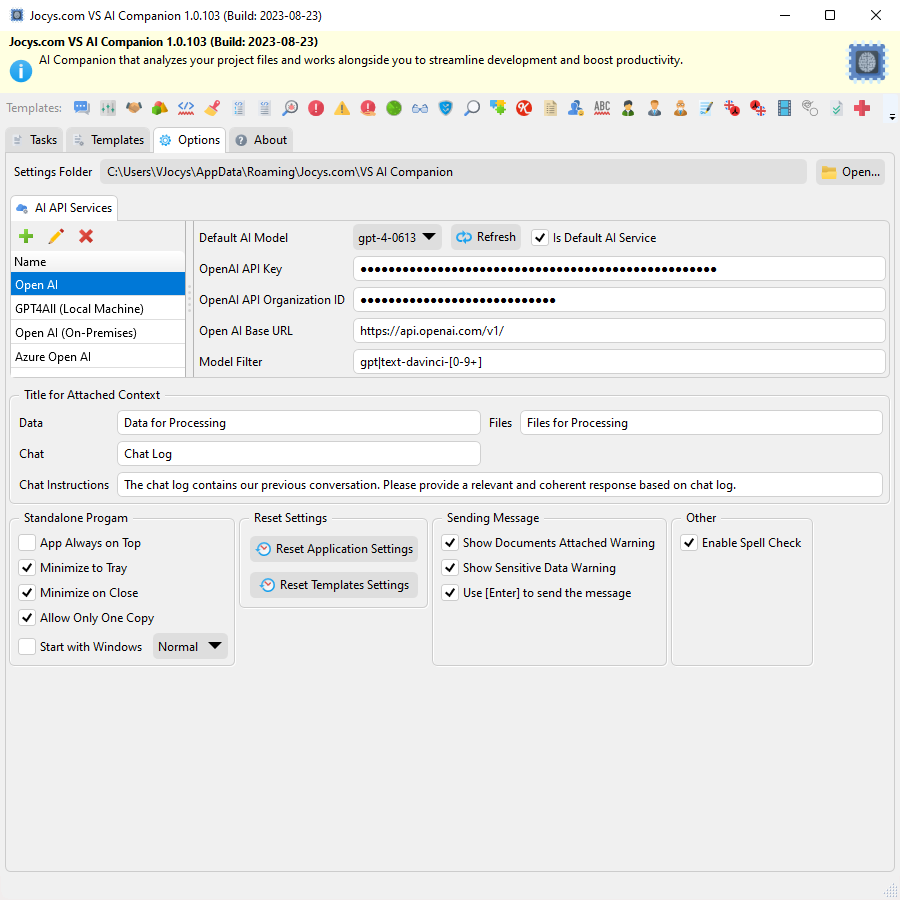 Jocys.com VS AI Companion 1.0.103 (Build: 2023-08-23)
Jocys.com VS AI Companion 1.0.103 (Build: 2023-08-23)
AI Companion that analyzes your project files and works alongside you to streamline development and boost productivity.
Templates:
ABC
Tasks Templates Options About
Settings Folder C:\Users\VJocys\AppData\Roaming\Jocys.com\VS AI Companion Open...
AI API Services
Name
Open AI
GPT4All (Local Machine)
Open AI (On-Premises)
Azure Open AI
Default AI Model gpt-4-0613 Refresh Is Default AI Service
OpenAI API Key
OpenAI API Organization ID
Open AI Base URL https://api.openai.com/v1/
Model Filter gpt|text-davinci-[0-9+]
Title for Attached Context
Data Data for Processing Files Files for Processing
Chat Chat Log
Chat Instructions The chat log contains our previous conversation. Please provide a relevant and coherent response based on chat log.
Standalone Progam
App Always on Top
Minimize to Tray
Minimize on Close
Allow Only One Copy
Start with Windows Normal
Reset Settings
Reset Application Settings
Reset Templates Settings
Sending Message
Show Documents Attached Warning
Show Sensitive Data Warning
Use [Enter] to send the message
Other
Enable Spell Check